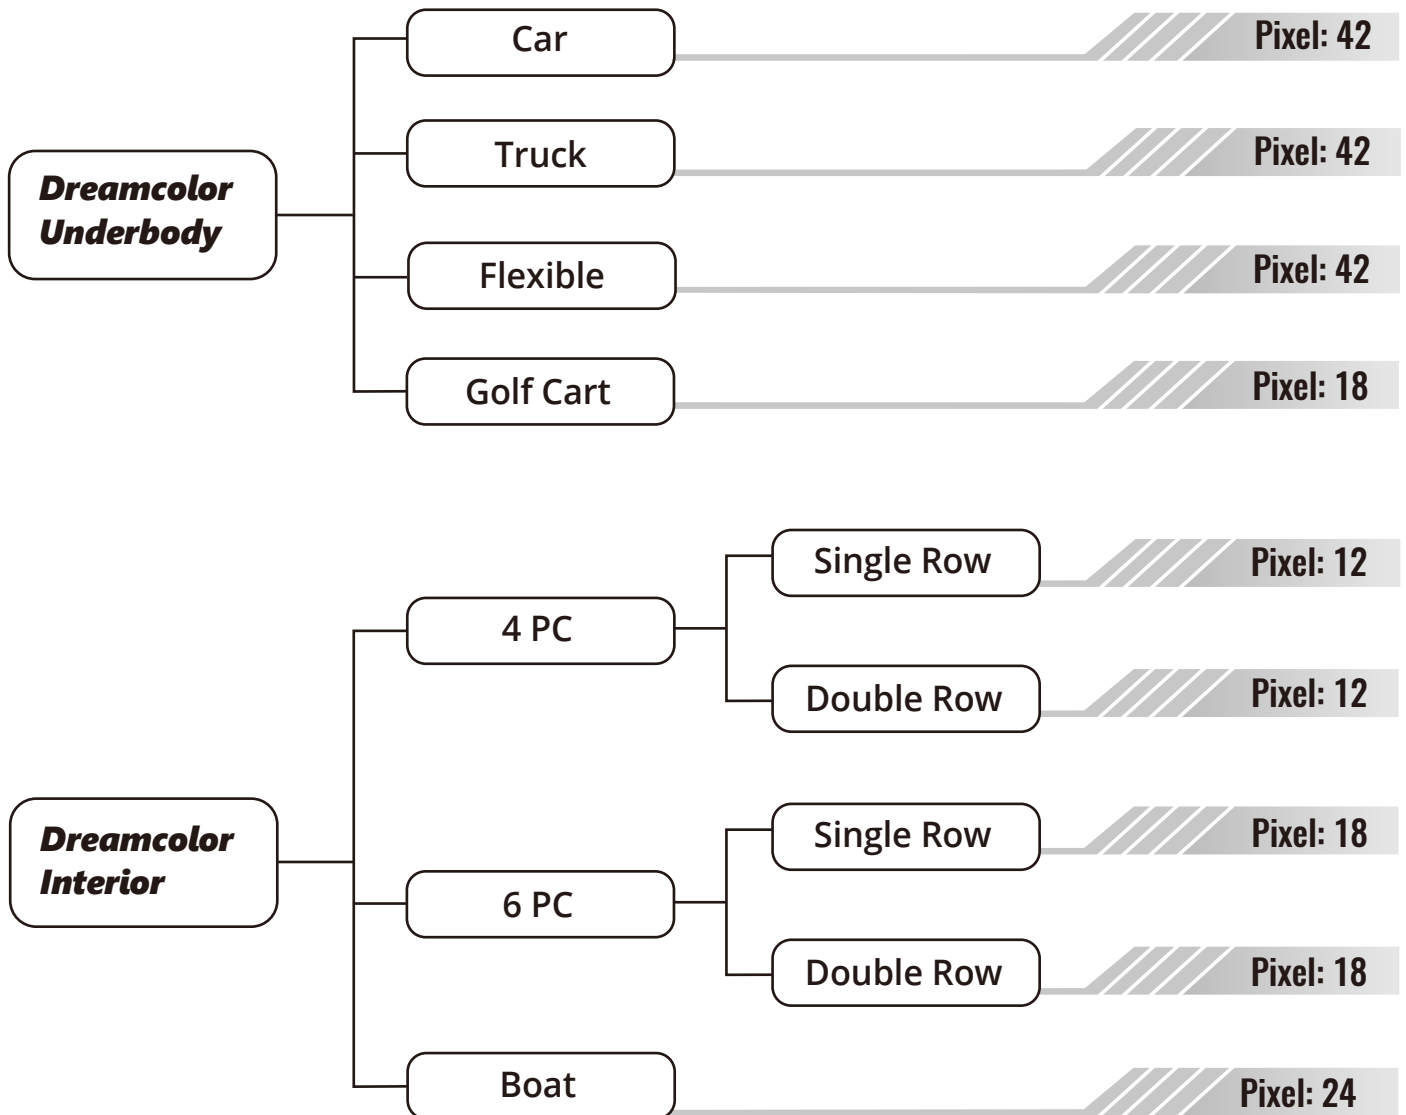 Car
Pixel: 42
Truck
Pixel: 42
Dreamcolor
Underbody
Flexible
Pixel: 42
Golf Cart
Pixel: 18
Single Row
Pixel: 12
4 PC
Double Row
Pixel: 12
Dreamcolor
Interior
Single Row
Pixel: 18
6 PC
Double Row
Pixel: 18
Boat
Pixel: 24